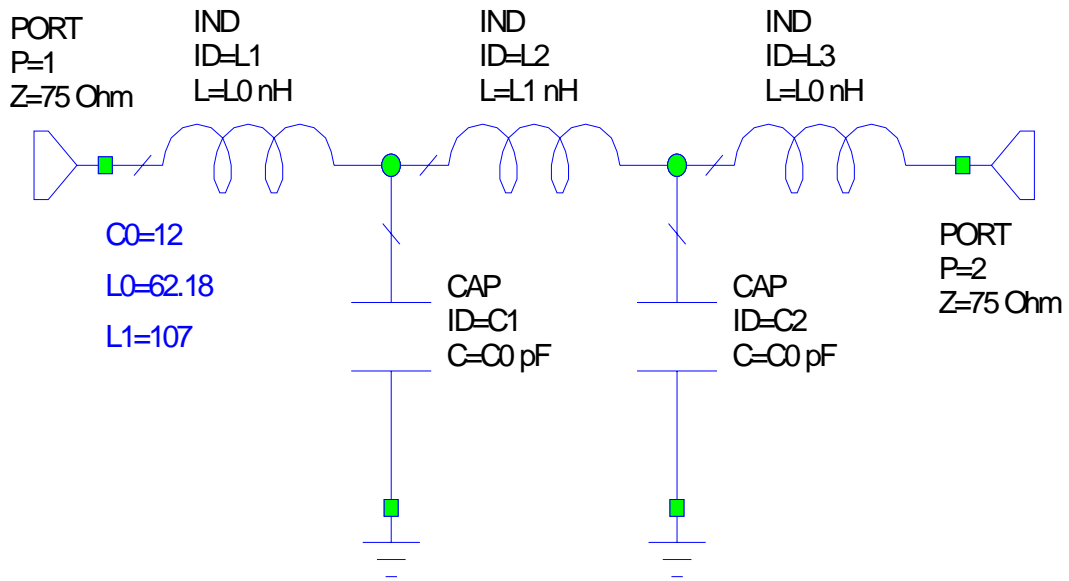 PORT
P=1
Z=75 Ohm
IND
ID=L1
L=L0 nH
IND
ID=L2
L=L1 nH
IND
ID=L3
L=L0 nH
C0=12
L0=62.18
L1=107
CAP
ID=C1
C=C0 pF
CAP
ID=C2
C=C0 pF
PORT
P=2
Z=75 Ohm